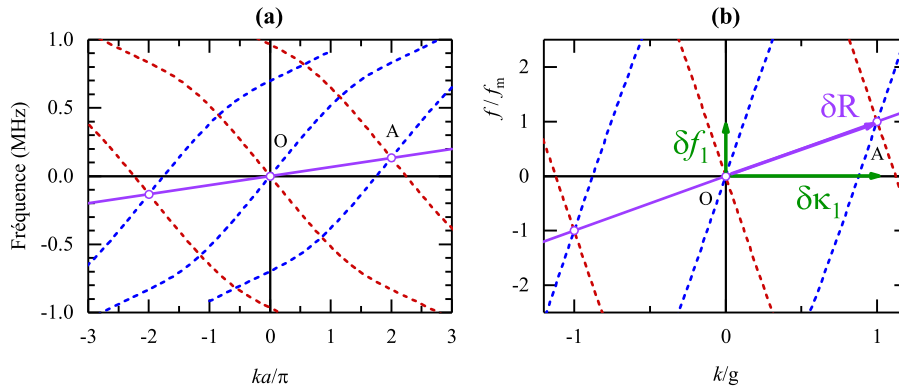 (a)
(b)
Fréquence (MHz)
1.0
0.5
0.0
-0.5
-1.0
O
A
-3
-2
-1
0
1
2
3
ka/π
f/fm
2
1
0
-1
-2
δR
δf1
A
O
δκ1
-1
0
1
k/g